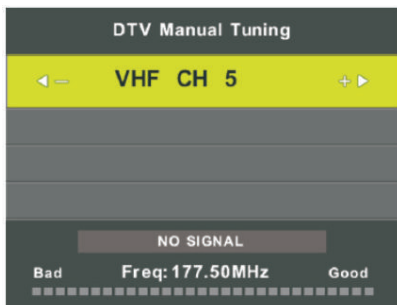 DTV Manual Tuning
VHF CH 5
NO SIGNAL
Bad Freq:177.50MHz Good